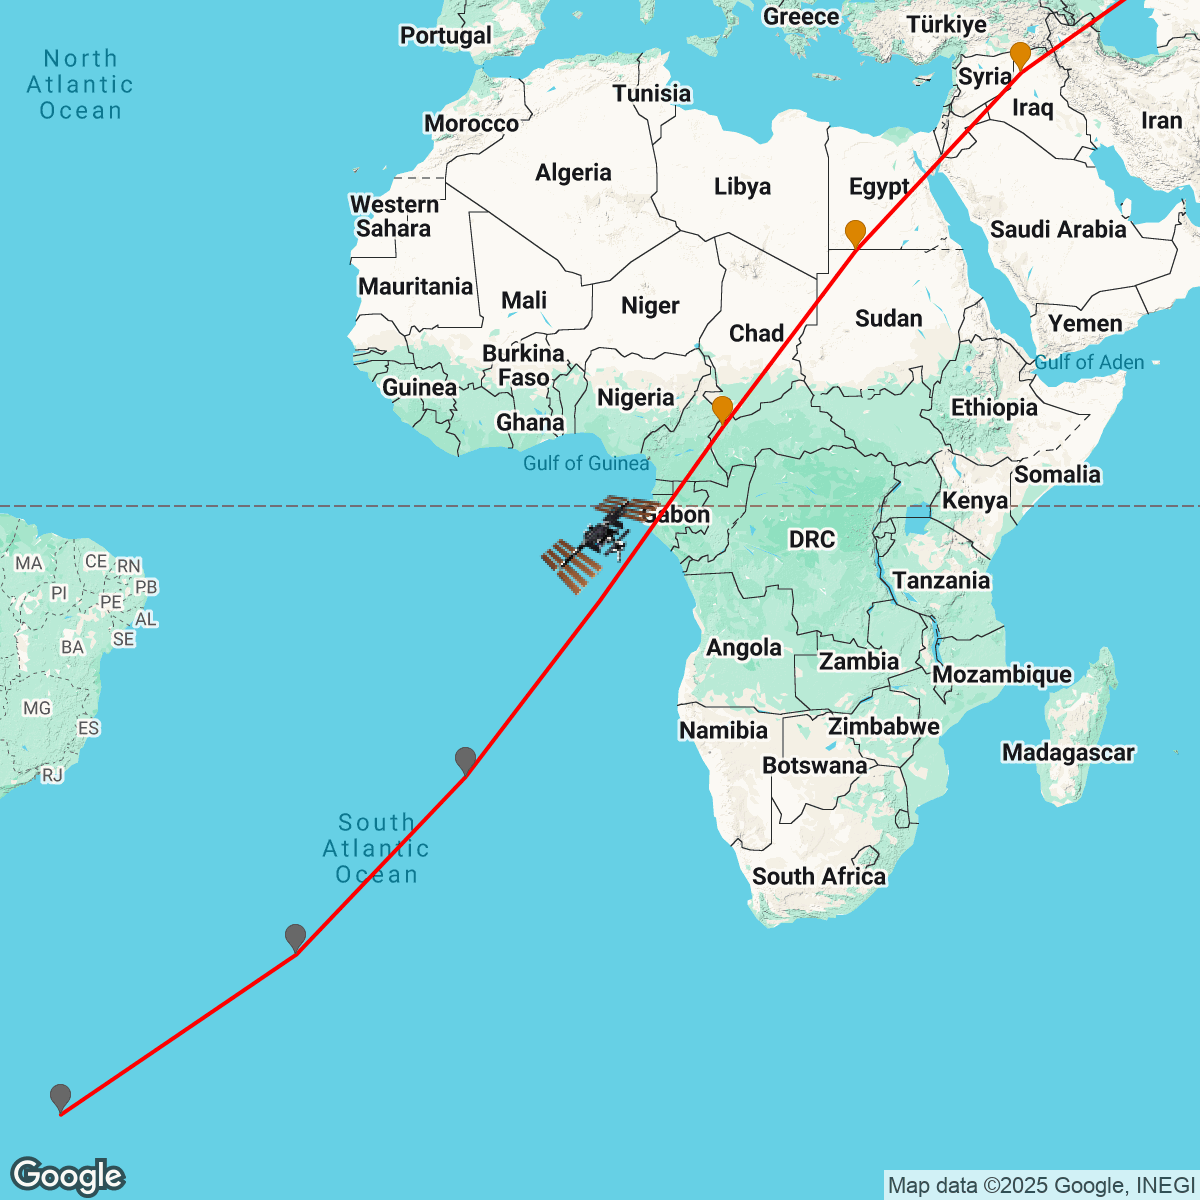 North
Atlantic
Ocean
Portugal
Greece
Türkiye
Syria
Iraq
Iran
Tunisia
Morocco
Algeria
Libya
Egypt
Western
Sahara
Saudi Arabia
Mauritania
Mali
Niger
Chad
Sudan
Yemen
Gulf of Aden
Burkina
Faso
Guinea
Nigeria
Ghana
Ethiopia
Gulf of Guinea
Somalia
Kenya
Gabon
DRC
MA
CE
RN
PI
PB
PE
AL
SE
BA
Tanzania
Angola
Zambia
Mozambique
MG
ES
RJ
Namibia
Zimbabwe
Botswana
Madagascar
South
Atlantic
Ocean
South Africa
Google
Map data ©2025 Google, INEGI